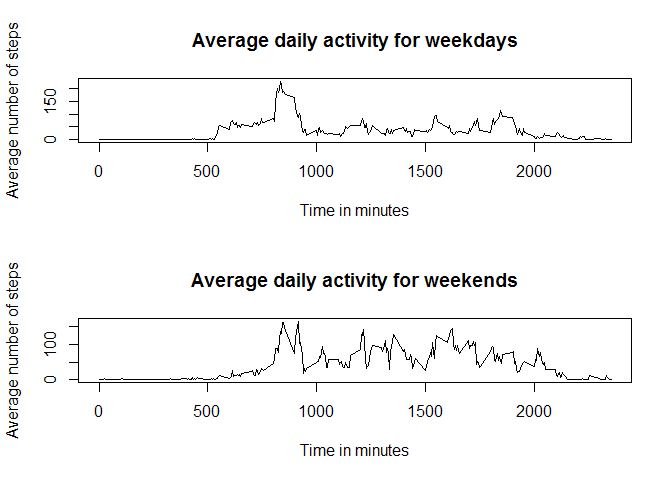 Average daily activity for weekdays
Average number of steps
150
0
0 500 1000 1500 2000
Time in minutes
Average daily activity for weekends
Average number of steps
100
0
0 500 1000 1500 2000
Time in minutes